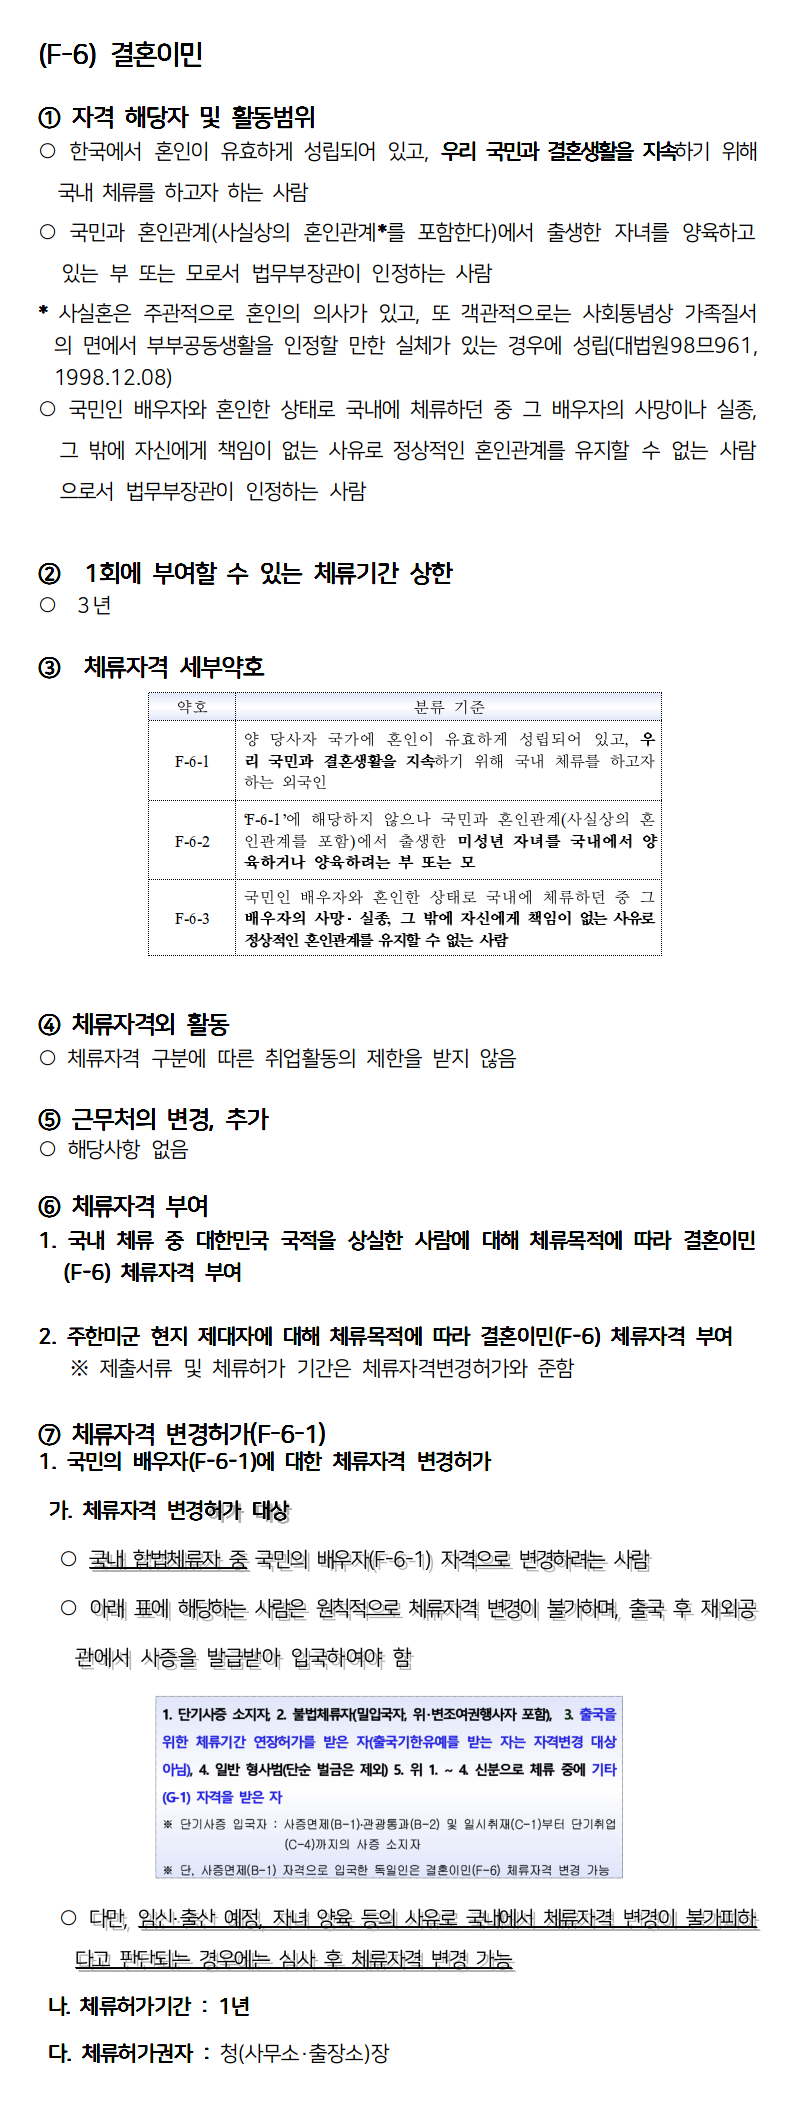 (F-6) 결혼이민
① 자격 해당자 및 활동범위
○ 한국에서 혼인이 유효하게 성립되어 있고, 우리 국민과 결혼생활을 지속하기 위해
국내 체류를 하고자 하는 사람
○ 국민과 혼인관계(사실상의 혼인관계*를 포함한다)에서 출생한 자녀를 양육하고
있는 부 또는 모로서 법무부장관이 인정하는 사람
* 사실혼은 주관적으로 혼인의 의사가 있고, 또 객관적으로는 사회통념상 가족질서
의 면에서 부부공동생활을 인정할 만한 실체가 있는 경우에 성립(대법원98므961,
1998.12.08)
○ 국민인 배우자와 혼인한 상태로 국내에 체류하던 중 그 배우자의 사망이나 실종,
그 밖에 자신에게 책임이 없는 사유로 정상적인 혼인관계를 유지할 수 없는 사람
으로서 법무부장관이 인정하는 사람
② 1회에 부여할 수 있는 체류기간 상한
○ 3년
③ 체류자격 세부약호
약호 분류 기준
양 당사자 국가에 혼인이 유효하게 성립되어 있고, 우
F-6-1 리 국민과 결혼생활을 지속하기 위해 국내 체류를 하고자
하는 외국인
‘F-6-1’에 해당하지 않으나 국민과 혼인관계(사실상의 혼
F-6-2 인관계를 포함)에서 출생한 미성년 자녀를 국내에서 양
육하거나 양육하려는 부 또는 모
국민인 배우자와 혼인한 상태로 국내에 체류하던 중 그
F-6-3 배우자의 사망· 실종, 그 밖에 자신에게 책임이 없는 사유로
정상적인 혼인관계를 유지할 수 없는 사람
④ 체류자격외 활동
○ 체류자격 구분에 따른 취업활동의 제한을 받지 않음
⑤ 근무처의 변경, 추가
○ 해당사항 없음
⑥ 체류자격 부여
1. 국내 체류 중 대한민국 국적을 상실한 사람에 대해 체류목적에 따라 결혼이민
(F-6) 체류자격 부여
2. 주한미군 현지 제대자에 대해 체류목적에 따라 결혼이민(F-6) 체류자격 부여
※ 제출서류 및 체류허가 기간은 체류자격변경허가와 준함
⑦ 체류자격 변경허가(F-6-1)
1. 국민의 배우자(F-6-1)에 대한 체류자격 변경허가
가. 체류자격 변경허가 대상
○ 국내 합법체류자 중 국민의 배우자(F-6-1) 자격으로 변경하려는 사람
○ 아래 표에 해당하는 사람은 원칙적으로 체류자격 변경이 불가하며, 출국 후 재외공
관에서 사증을 발급받아 입국하여야 함
1. 단기사증 소지자, 2. 불법체류자(밀입국자, 위·변조여권행사자 포함), 3. 출국을
위한 체류기간 연장허가를 받은 자(출국기한유예를 받는 자는 자격변경 대상
아님), 4. 일반 형사범(단순 벌금은 제외) 5. 위 1. ~ 4. 신분으로 체류 중에 기타
(G-1) 자격을 받은 자
※ 단기사증 입국자 : 사증면제(B-1)·관광통과(B-2) 및 일시취재(C-1)부터 단기취업
(C-4)까지의 사증 소지자
※ 단, 사증면제(B-1) 자격으로 입국한 독일인은 결혼이민(F-6) 체류자격 변경 가능
○ 다만, 임신·출산 예정, 자녀 양육 등의 사유로 국내에서 체류자격 변경이 불가피하
다고 판단되는 경우에는 심사 후 체류자격 변경 가능
나. 체류허가기간 : 1년
다. 체류허가권자 : 청(사무소·출장소)장